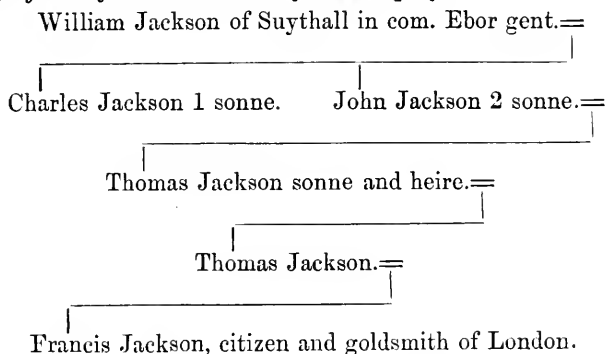 William Jackson of Suythall in com. Ebor gent.=
Charles Jackson 1 sonne. John Jackson 2 sonne.=
Thomas Jackson sonne and heire.=
Thomas Jackson.=
Francis Jackson, citizen and goldsmith of London.